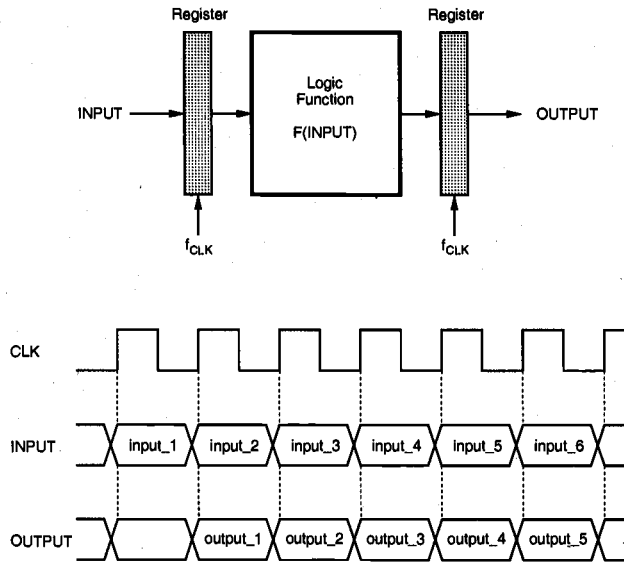 Register
Register
Logic
Function
F(INPUT)
INPUT
OUTPUT
fCLK
fCLK
CLK
INPUT
input_1
input_2
input_3
input_4
input_5
input_6
OUTPUT
output_1
output_2
output_3
output_4
output_5